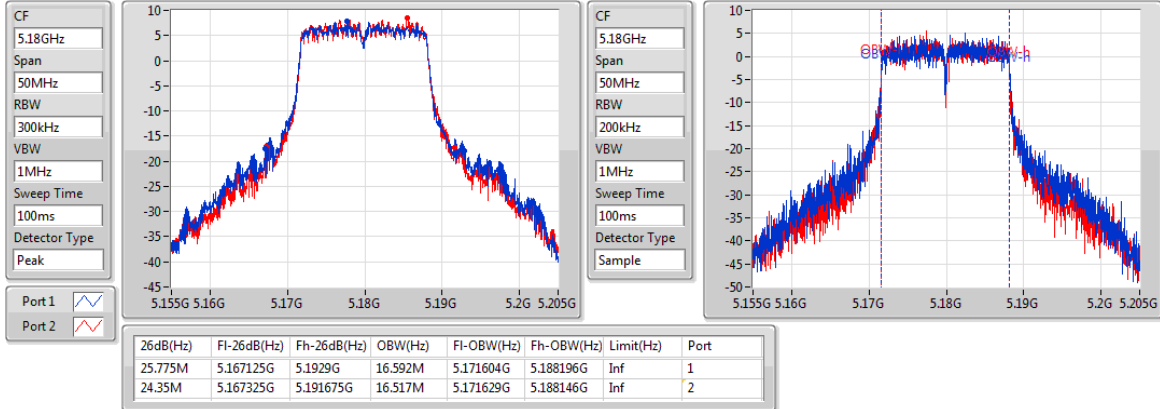 CF
5.18GHz
Span
50MHz
RBW
300kHz
VBW
1MHz
Sweep Time
100ms
Detector Type
Peak
Port 1
Port 2
10
5
0
-5
-10
-15
-20
-25
-30
-35
-40
-45
5.155G 5.16G 5.17G 5.18G 5.19G 5.2G 5.205G
CF
5.18GHz
Span
50MHz
RBW
200kHz
VBW
1MHz
Sweep Time
100ms
Detector Type
Sample
10
5
0
-5
-10
-15
-20
-25
-30
-35
-40
-45
-50
5.155G 5.16G 5.17G 5.18G 5.19G 5.2G 5.205G
26dB(Hz) Fl-26dB(Hz) Fh-26dB(Hz) OBW(Hz) Fl-OBW(Hz) Fh-OBW(Hz) Limit(Hz) Port
25.775M 5.167125G 5.1929G 16.592M 5.171604G 5.188196G Inf 1
24.35M 5.167325G 5.191675G 16.517M 5.171629G 5.188146G Inf 2